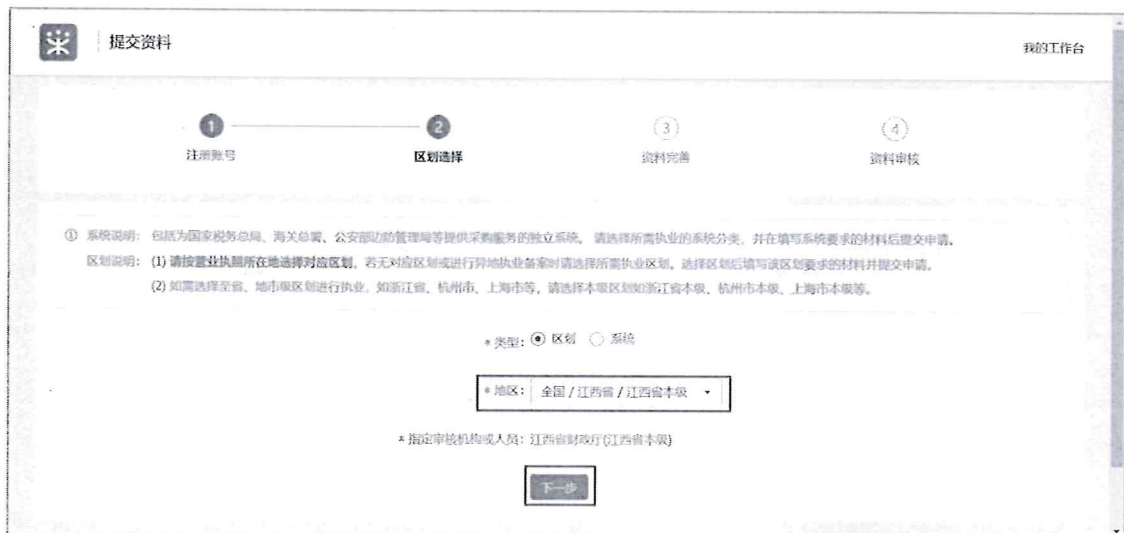 采 提交资料
我的工作台
1
2
3
4
注册账号
区划选择
资料完善
资料审核
① 系统说明： 包括为国家税务总局、海关总署、公安部边防管理局等提供采购服务的独立系统。 请选择所需执业的系统分类，并在填写系统要求的材料后提交申请。
区划说明： (1) 请按营业执照所在地选择对应区划，若无对应区划或进行异地执业备案时请选择所需执业区划。选择区划后填写该区划要求的材料并提交申请。
(2) 如需选择至省、地市级区划进行执业，如浙江省、杭州市、上海市等，请选择本级区划如浙江省本级、杭州市本级、上海市本级等。
* 类型： 区划 系统
* 地区： 全国 / 江西省 / 江西省本级
* 指定审核机构或人员：江西省财政厅(江西省本级)
下一步